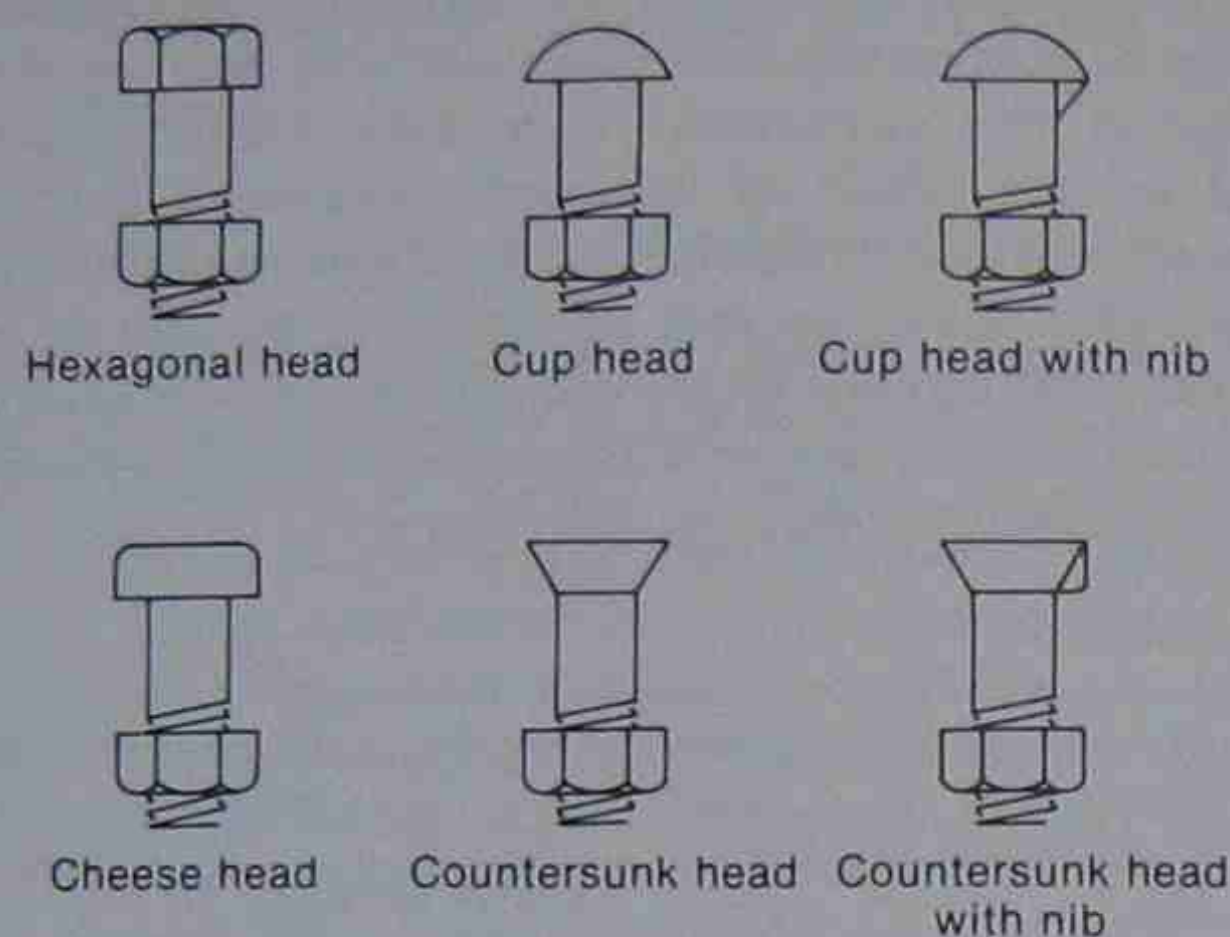 Hexagonal head
Cup head
Cup head with nib
Cheese head
Countersunk head
Countersunk head
with nib